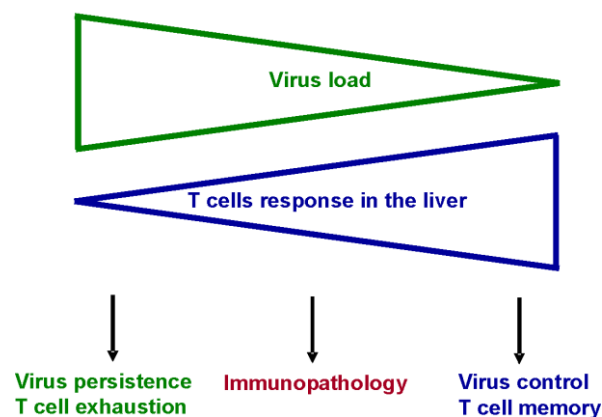 Virus load
T cells response in the liver
Virus persistence
T cell exhaustion
Immunopathology
Virus control
T cell memory